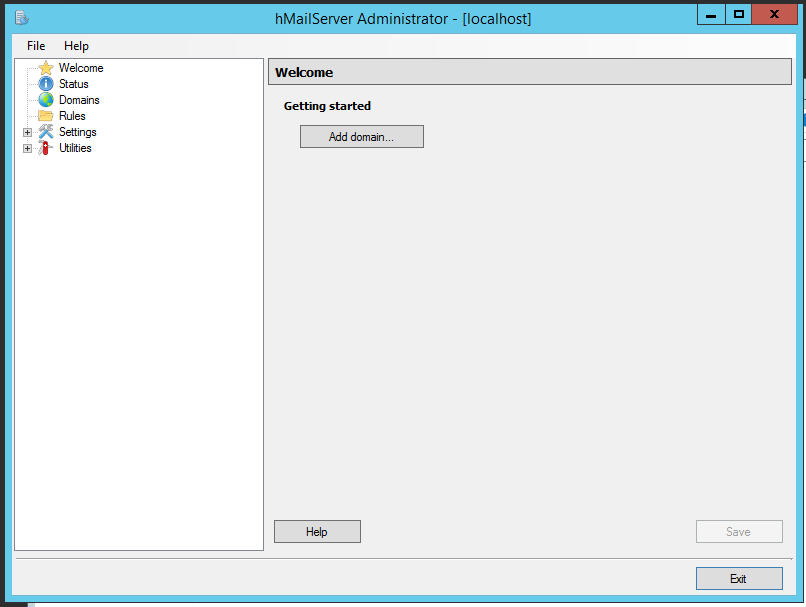 hMailServer Administrator - [localhost]
File Help
Welcome
Status
Domains
Rules
Settings
Utilities
Welcome
Getting started
Add domain...
Help
Save
Exit